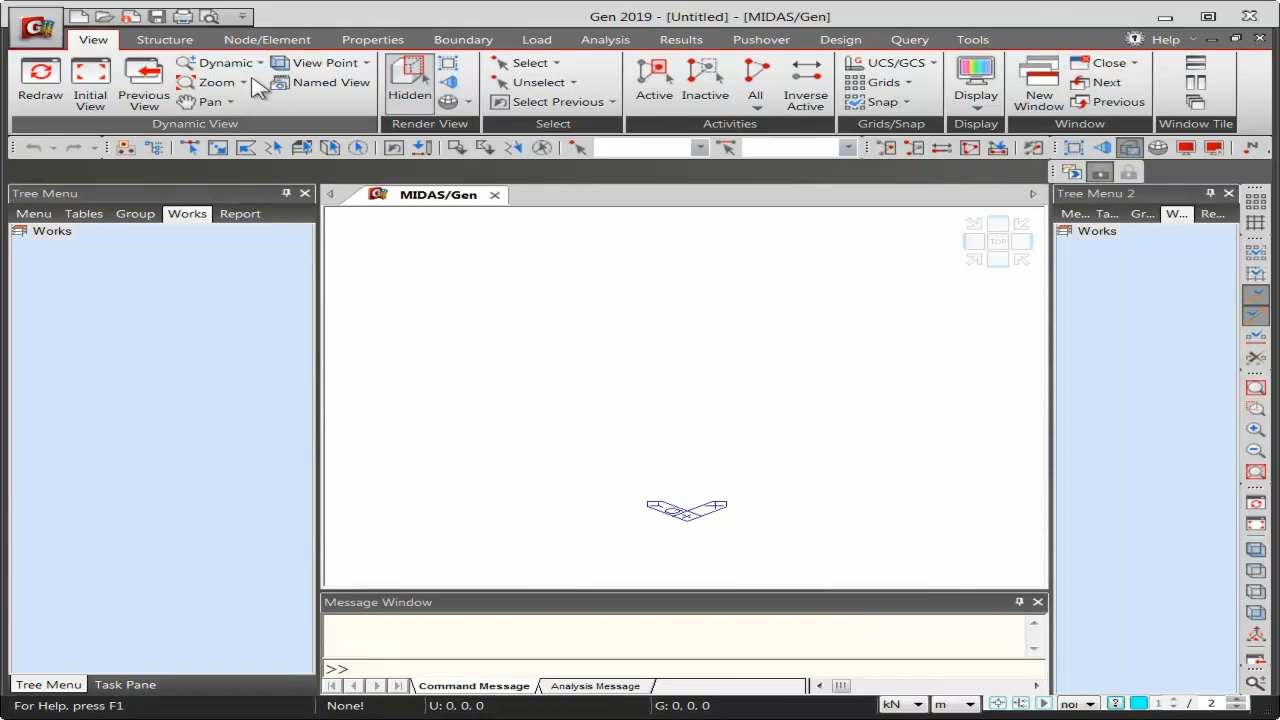 Gen 2019 - [Untitled] - [MIDAS/Gen]
View Structure Node/Element Properties Boundary Load Analysis Results Pushover Design Query Tools Help
Redraw
Initial View
Previous View
Dynamic
Zoom
Pan
View Point
Named View
Dynamic View
Hidden
Render View
Select
Unselect
Select Previous
Select
Active
Inactive
All
Inverse Active
Activities
UCS/GCS
Grids
Snap
Grids/Snap
Display
Display
New Window
Close
Next
Previous
Window
Window Tile
Tree Menu
Menu Tables Group Works Report
Works
MIDAS/Gen
TOP
Tree Menu 2
Me... Ta... Gr... W... Re...
Works
Message Window
>>
Command Message Analysis Message
Tree Menu Task Pane
For Help, press F1
None!
U: 0, 0, 0
G: 0, 0, 0
kN
m
1 / 2